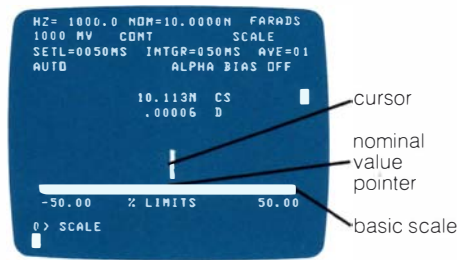 HZ= 1000.0 NOM=10.0000N FARADS
1000 MV CONT SCALE
SETL=0050MS INTGR=050MS AVE=01
AUTO ALPHA BIAS OFF
10.113N CS
.00006 D
cursor
nominal
value
pointer
-50.00 % LIMITS 50.00
basic scale
0> SCALE